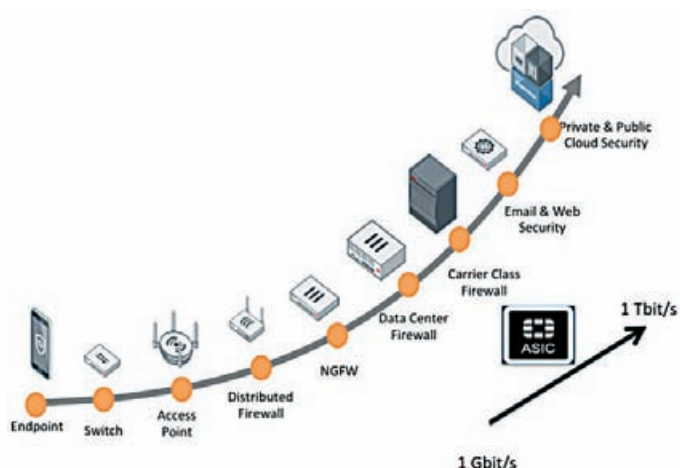 Private & Public
Cloud Security
Email & Web
Security
Carrier Class
Firewall
Data Center
Firewall
NGFW
Distributed
Firewall
Access
Point
Switch
Endpoint
ASIC
1 Tbit/s
1 Gbit/s